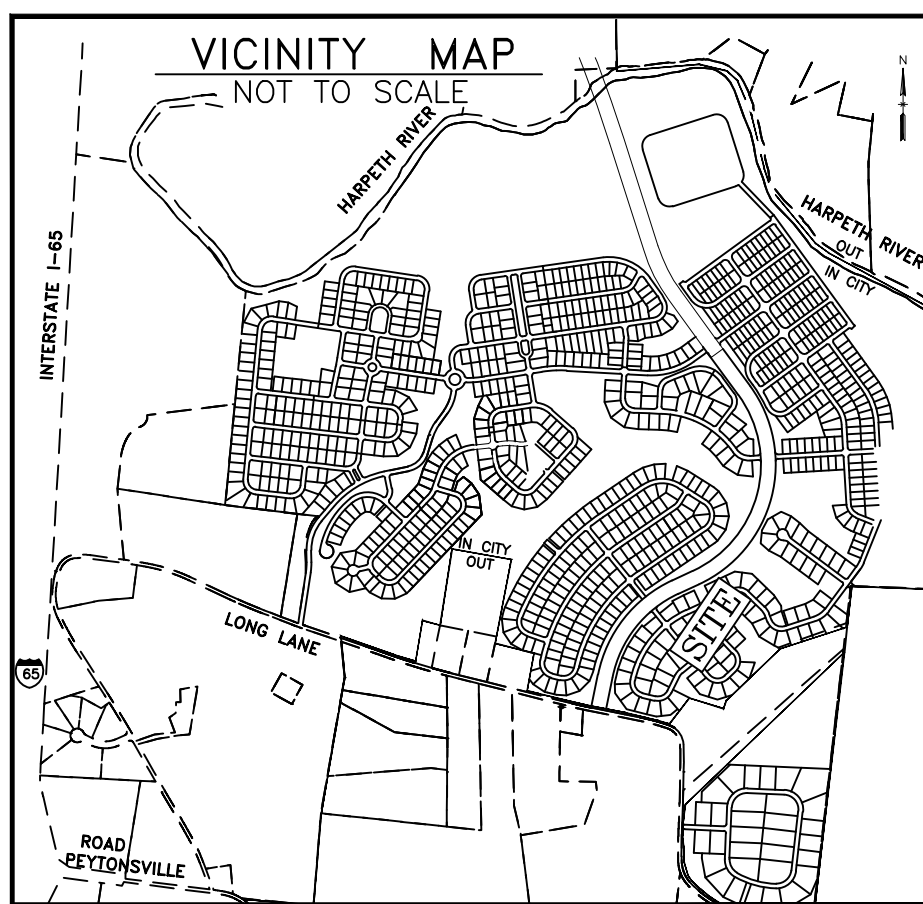 VICINITY MAP
NOT TO SCALE
N
HARPETH RIVER
HARPETH RIVER
OUT
IN CITY
INTERSTATE I-65
IN CITY
OUT
SITE
LONG LANE
65
ROAD
PEYTONSVILLE